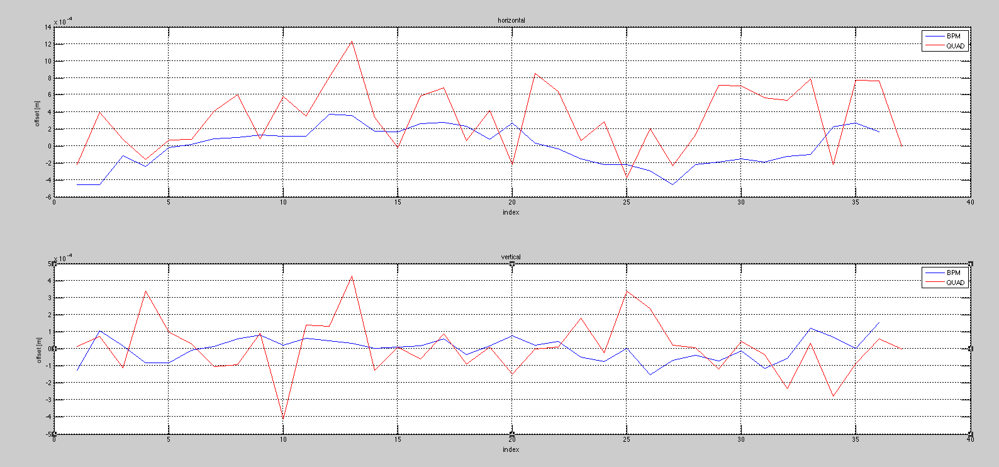 horizontal
x 10^-4
14
12
10
8
6
4
2
0
-2
-4
-6
offset [m]
BPM
QUAD
0 5 10 15 20 25 30 35 40
index
vertical
x 10^-4
5
4
3
2
1
0
-1
-2
-3
-4
-5
offset [m]
BPM
QUAD
0 5 10 15 20 25 30 35 40
index